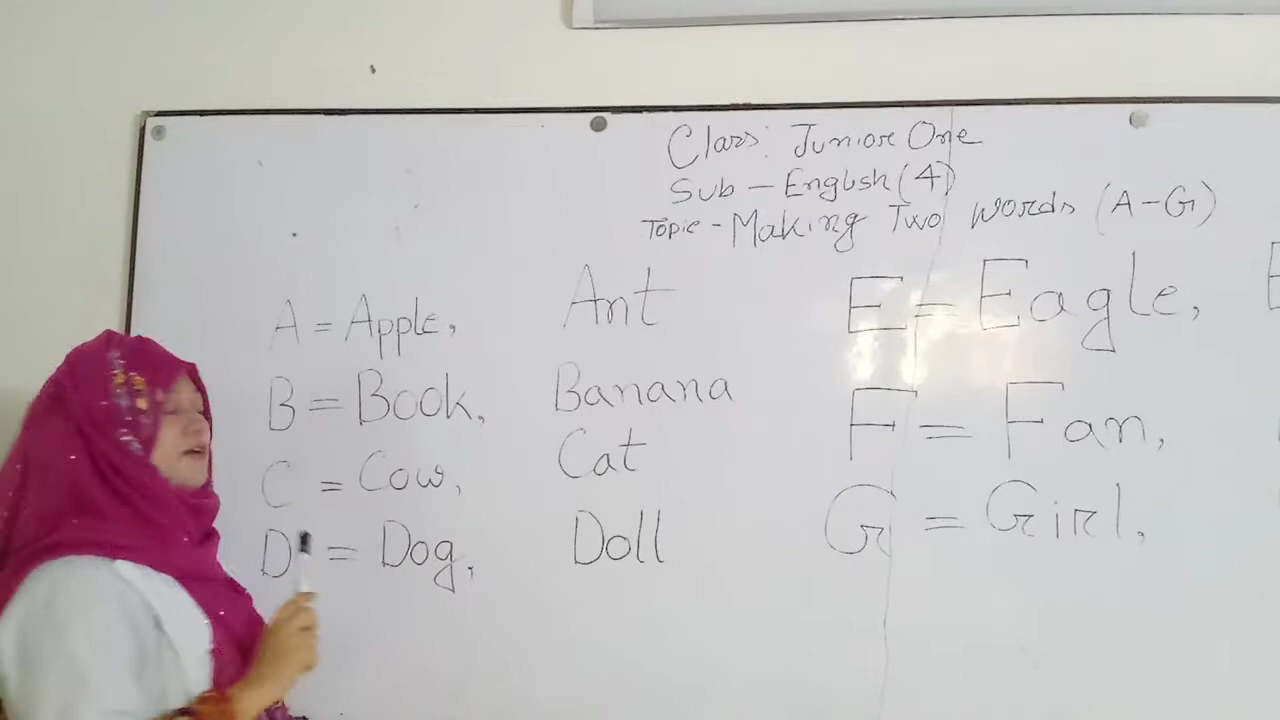 Class: Junior One
Sub - English (4)
Topic - Making Two words (A-G)
A = Apple, Ant
B = Book, Banana
C = Cow, Cat
D = Dog, Doll
E = Eagle, E
F = Fan,
G = Girl,